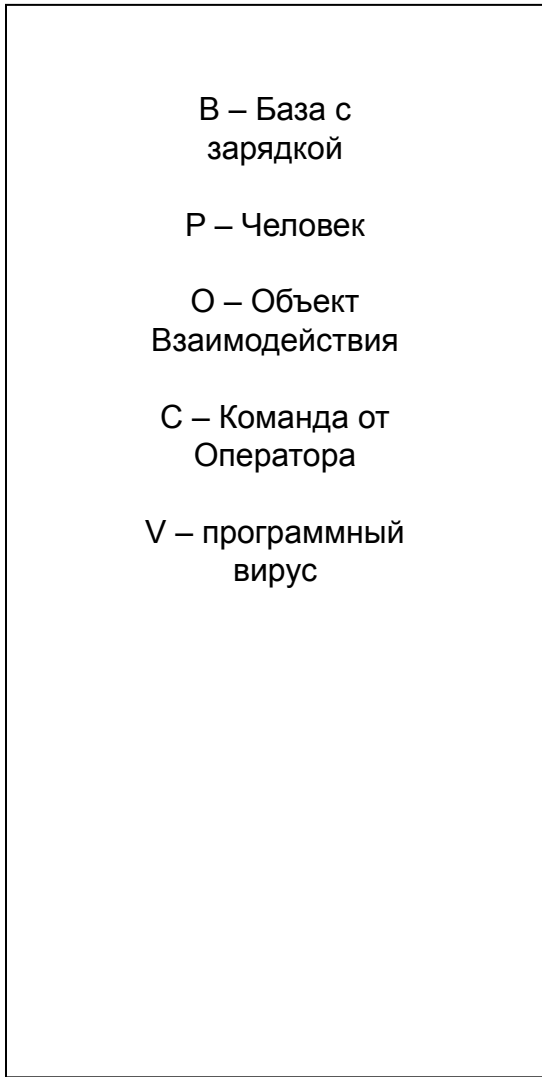 B – База с
зарядкой
P – Человек
O – Объект
Взаимодействия
C – Команда от
Оператора
V – программный
вирус